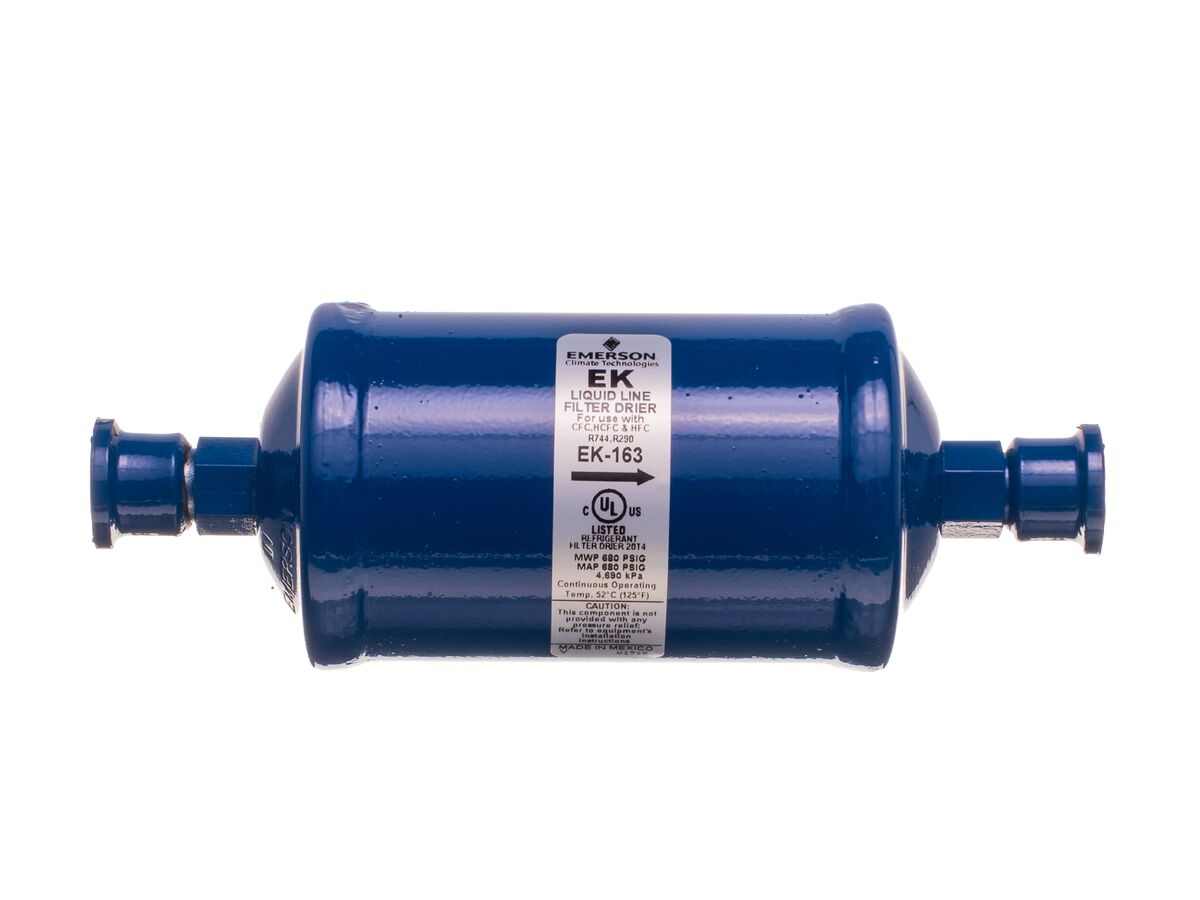 EMERSON
Climate Technologies
EK
LIQUID LINE
FILTER DRIER
For use with
CFC,HCFC & HFC
R744,R290
EK-163
C UL US
LISTED
REFRIGERANT
FILTER DRIER 20T4
MWP 680 PSIG
MAP 680 PSIG
4,690 kPa
Continuous Operating
Temp. 52°C (125°F)
CAUTION:
This component is not
provided with any
pressure relief;
Refer to equipment's
installation
instructions
MADE IN MEXICO
EMERSON